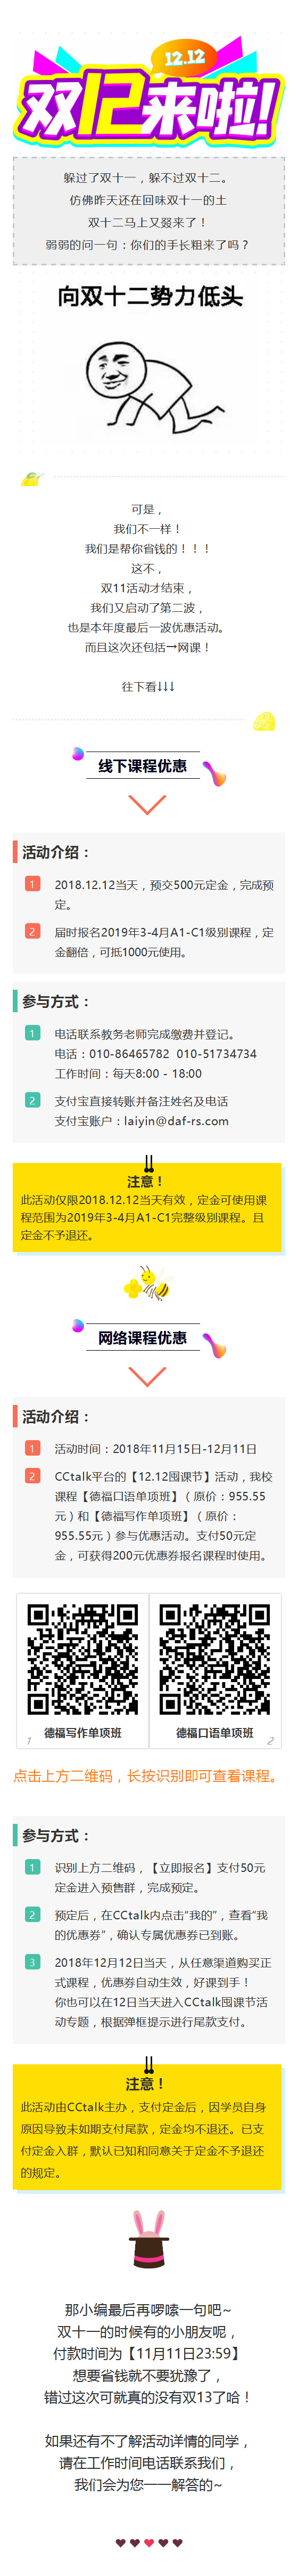 12.12
双12来啦!
躲过了双十一，躲不过双十二。
仿佛昨天还在回味双十一的土
双十二马上又叕来了！
弱弱的问一句：你们的手长粗来了吗？
向双十二势力低头
可是，
我们不一样！
我们是帮你省钱的！！！
这不，
双11活动才结束，
我们又启动了第二波，
也是本年度最后一波优惠活动。
而且这次还包括→网课！
往下看↓↓↓
线下课程优惠
活动介绍：
1 2018.12.12当天，预交500元定金，完成预
定。
2 届时报名2019年3-4月A1-C1级别课程，定
金翻倍，可抵1000元使用。
参与方式：
1 电话联系教务老师完成缴费并登记。
电话：010-86465782 010-51734734
工作时间：每天8:00 - 18:00
2 支付宝直接转账并备注姓名及电话
支付宝账户：laiyin@daf-rs.com
注意！
此活动仅限2018.12.12当天有效，定金可使用课
程范围为2019年3-4月A1-C1完整级别课程。且
定金不予退还。
网络课程优惠
活动介绍：
1 活动时间：2018年11月15日-12月11日
2 CCtalk平台的【12.12囤课节】活动，我校
课程【德福口语单项班】（原价：955.55
元）和【德福写作单项班】（原价：
955.55元）参与优惠活动。支付50元定
金，可获得200元优惠券报名课程时使用。
德福写作单项班
1
德福口语单项班
2
点击上方二维码，长按识别即可查看课程。
参与方式：
1 识别上方二维码，【立即报名】支付50元
定金进入预售群，完成预定。
2 预定后，在CCtalk内点击“我的”，查看“我
的优惠券”，确认专属优惠券已到账。
3 2018年12月12日当天，从任意渠道购买正
式课程，优惠券自动生效，好课到手！
你也可以在12日当天进入CCtalk囤课节活
动专题，根据弹框提示进行尾款支付。
注意！
此活动由CCtalk主办，支付定金后，因学员自身
原因导致未如期支付尾款，定金均不退还。已支
付定金入群，默认已知和同意关于定金不予退还
的规定。
那小编最后再啰嗦一句吧~
双十一的时候有的小朋友呢，
付款时间为【11月11日23:59】
想要省钱就不要犹豫了，
错过这次可就真的没有双13了哈！
如果还有不了解活动详情的同学，
请在工作时间电话联系我们，
我们会为您一一解答的~